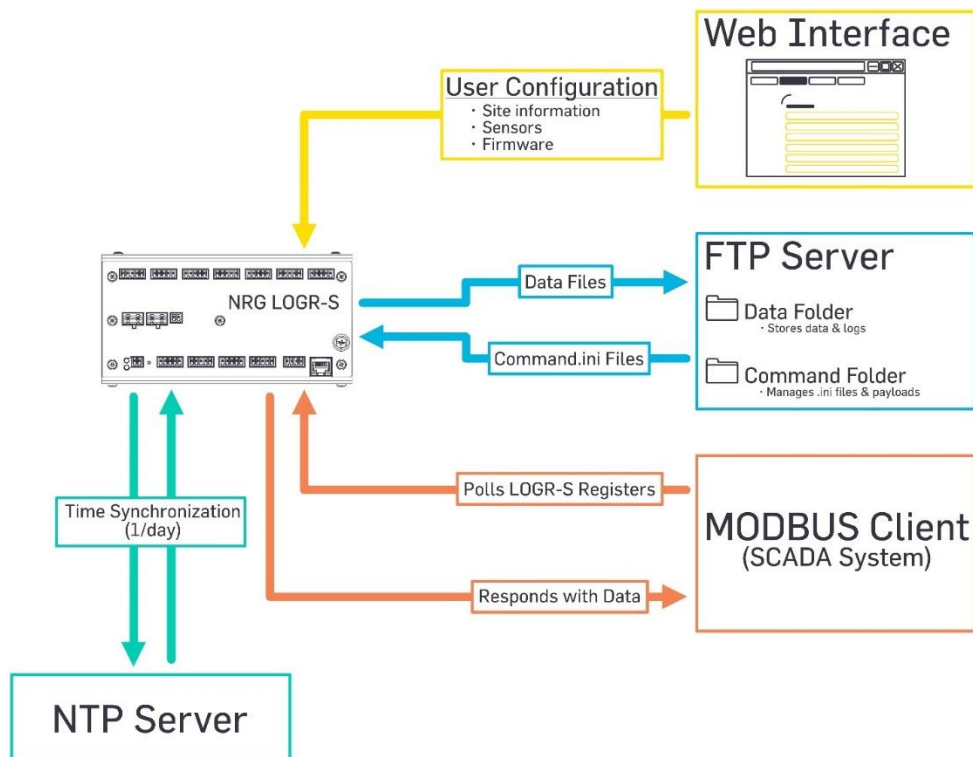 Web Interface
User Configuration
· Site information
· Sensors
· Firmware
NRG LOGR-S
Data Files
Command.ini Files
FTP Server
Data Folder
· Stores data & logs
Command Folder
· Manages .ini files & payloads
Time Synchronization
(1/day)
Polls LOGR-S Registers
Responds with Data
MODBUS Client
(SCADA System)
NTP Server